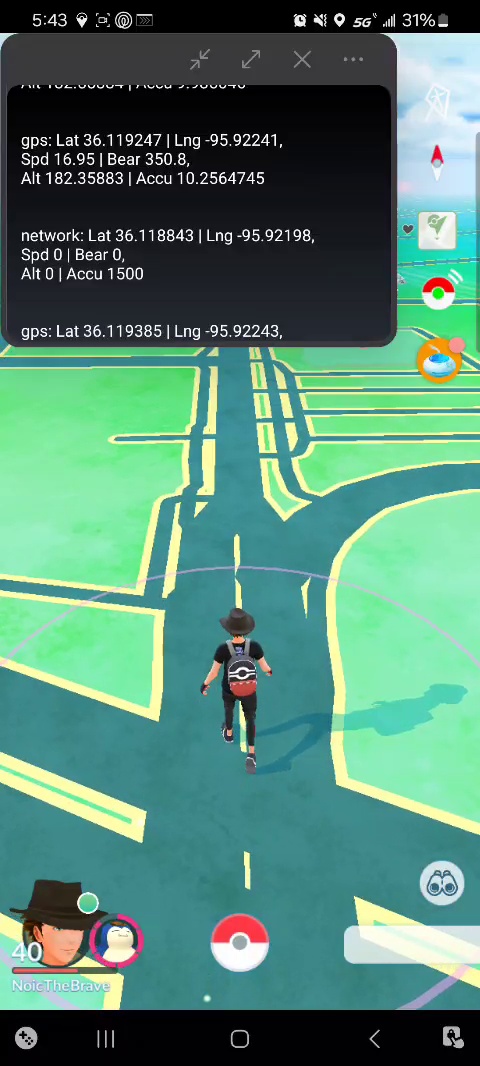 5:43
5G
31%
gps: Lat 36.119247 | Lng -95.92241,
Spd 16.95 | Bear 350.8,
Alt 182.35883 | Accu 10.2564745
network: Lat 36.118843 | Lng -95.92198,
Spd 0 | Bear 0,
Alt 0 | Accu 1500
gps: Lat 36.119385 | Lng -95.92243,
40
NoicTheBrave